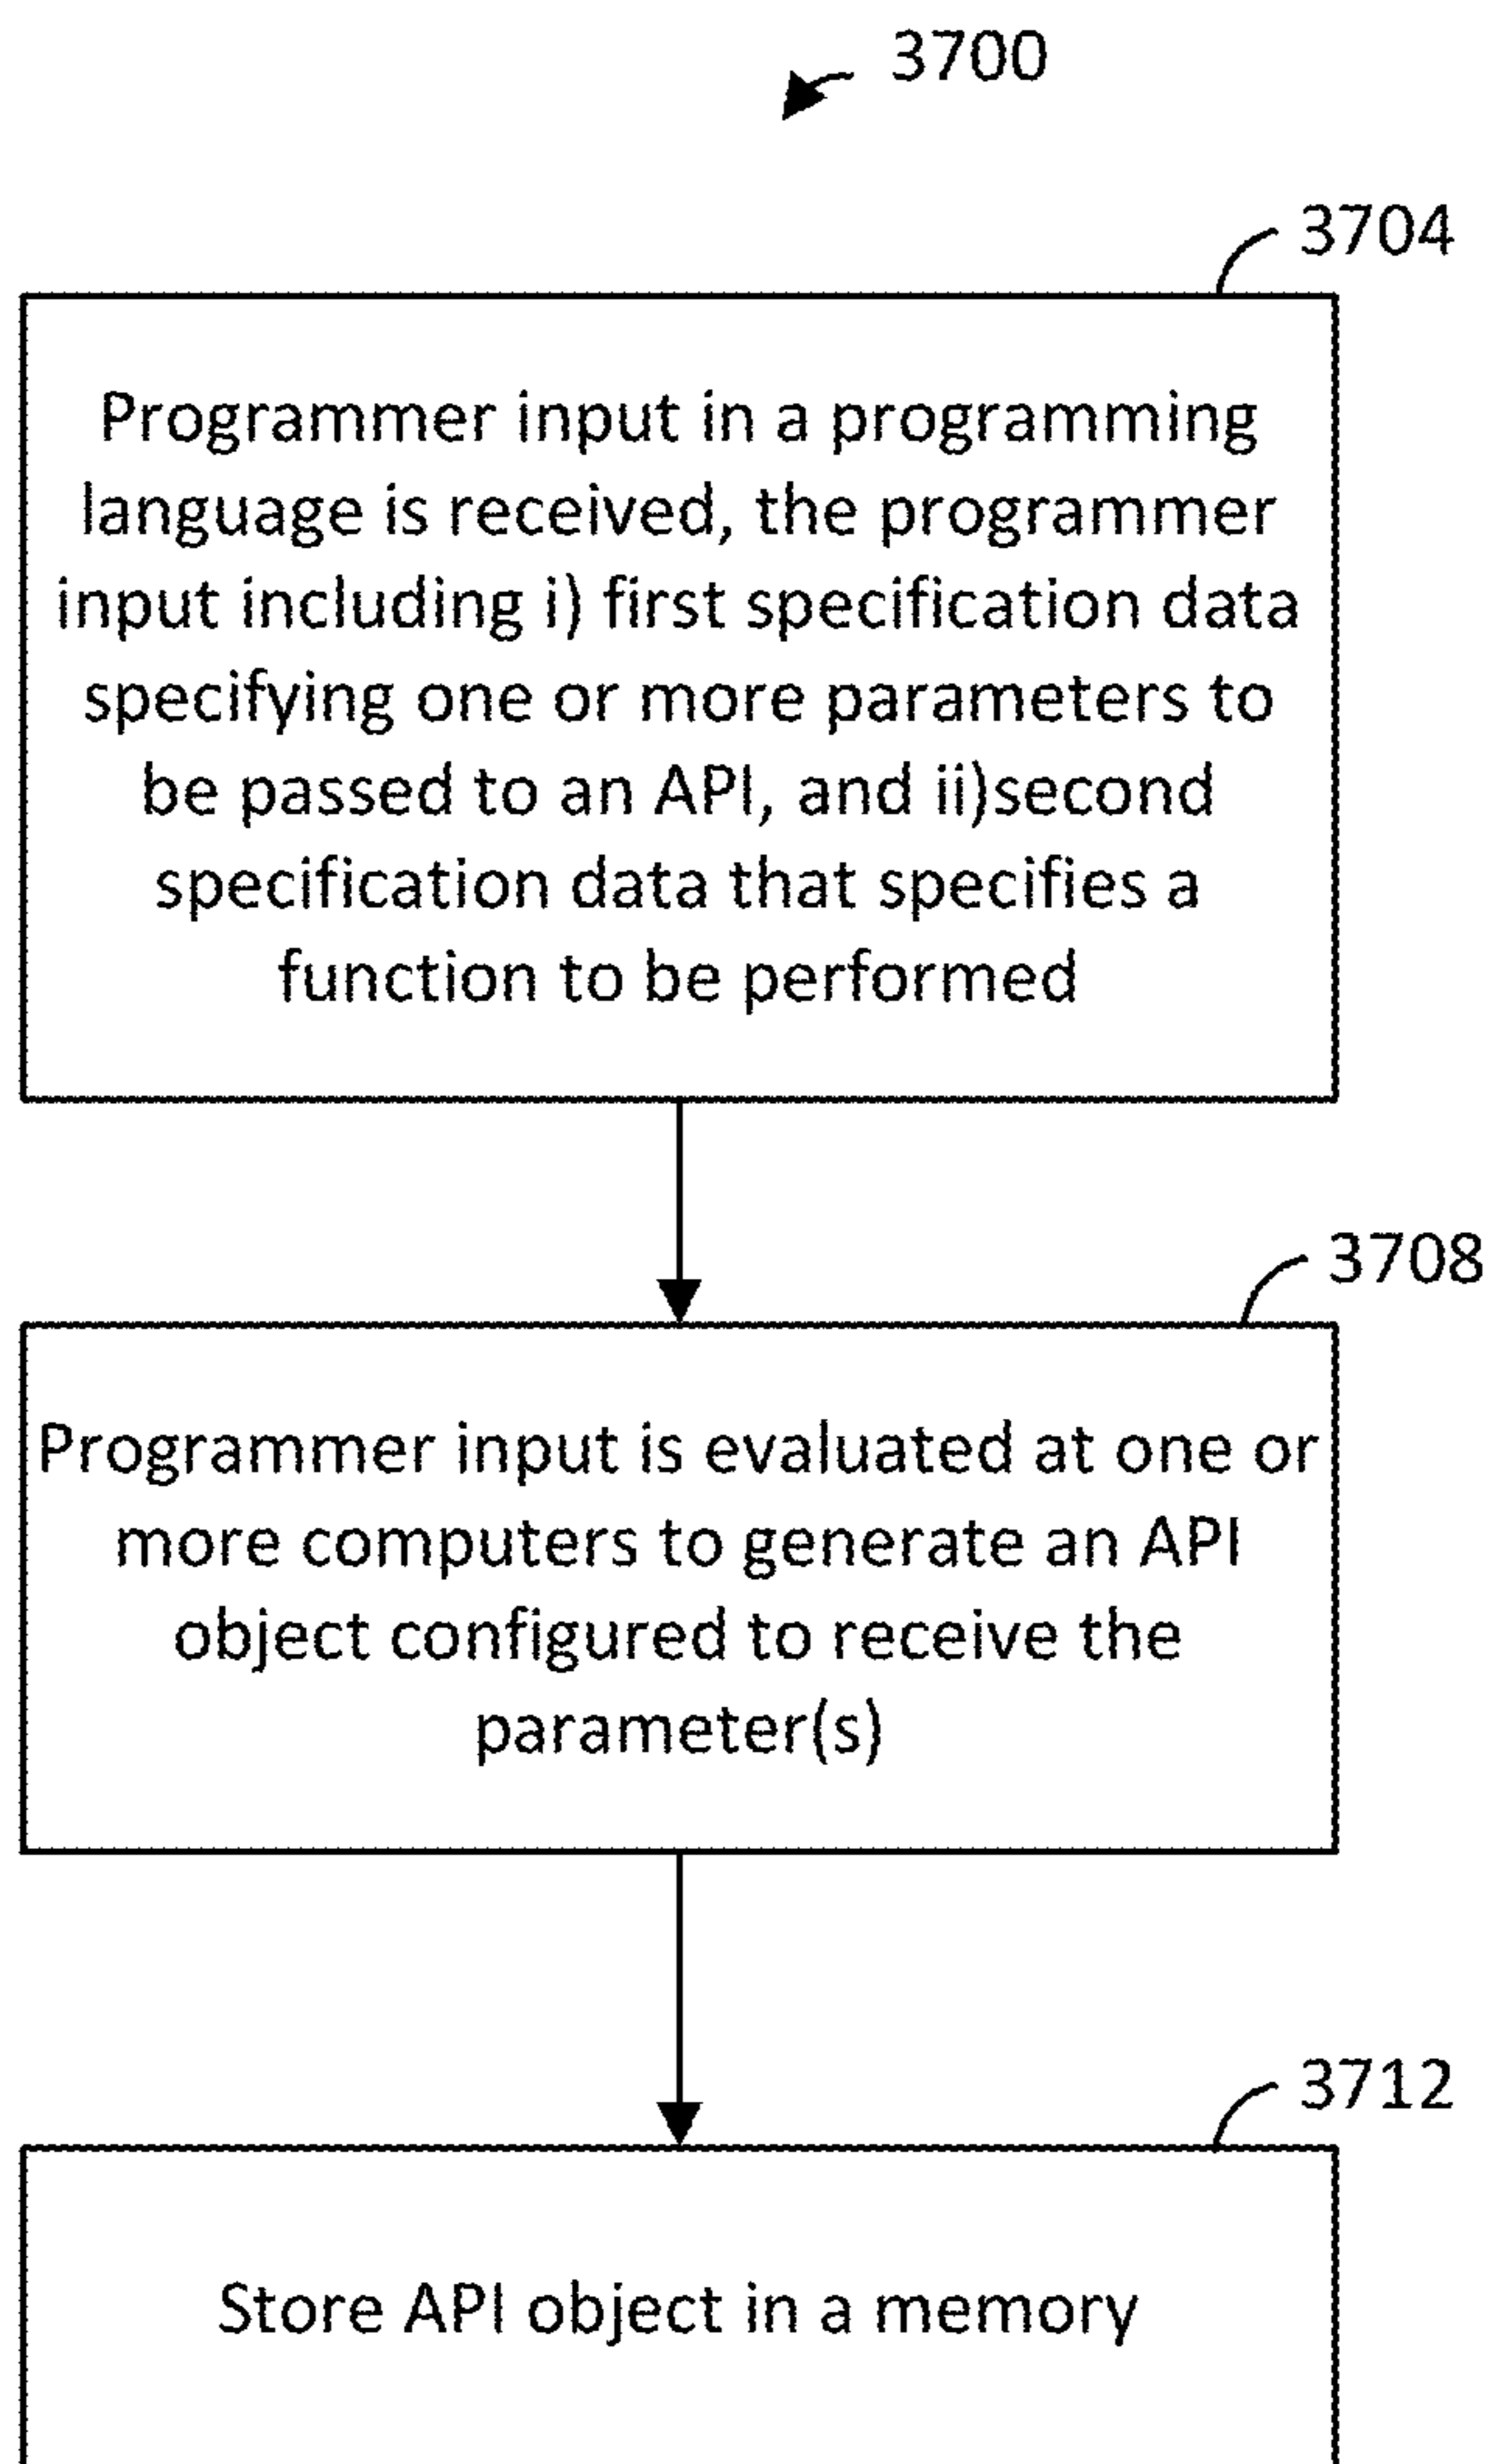 3700
3704
Programmer input in a programming
language is received, the programmer
input including i) first specification data
specifying one or more parameters to
be passed to an API, and ii)second
specification data that specifies a
function to be performed
3708
Programmer input is evaluated at one or
more computers to generate an API
object configured to receive the
parameter(s)
3712
Store API object in a memory